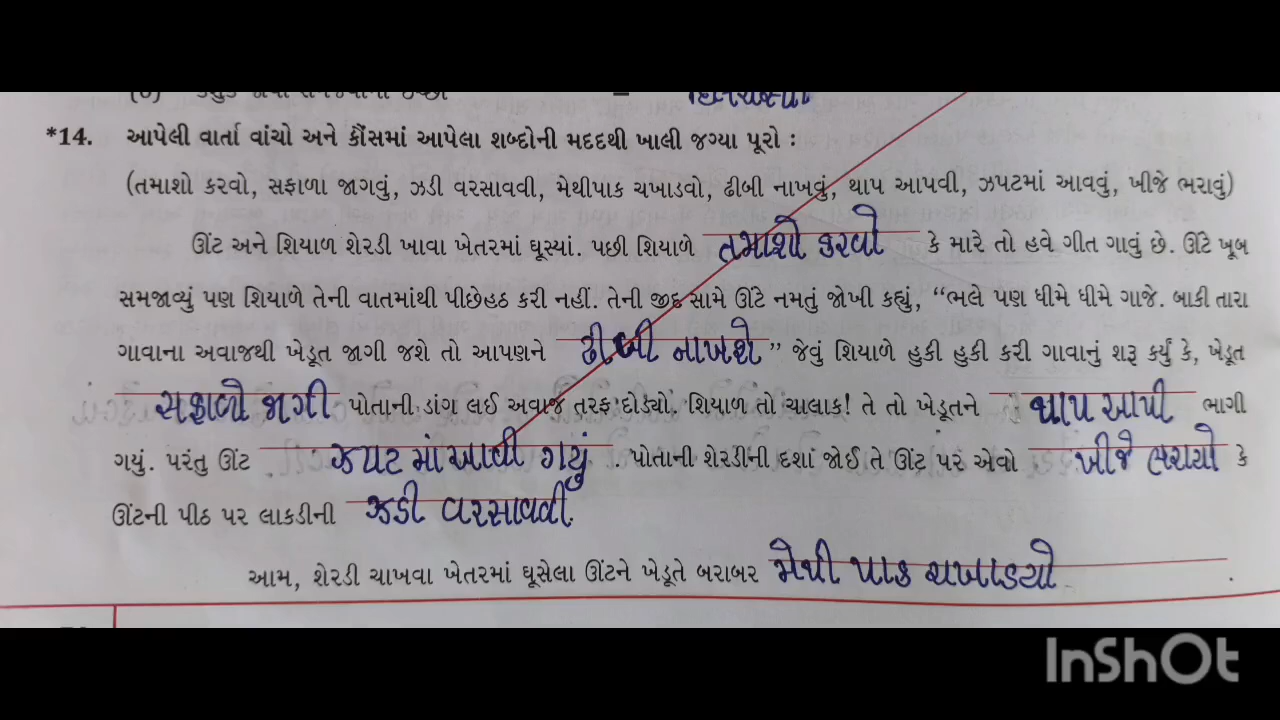 *14. આપેલી વાર્તા વાંચો અને કૌંસમાં આપેલા શબ્દોની મદદથી ખાલી જગ્યા પૂરો :
(તમાશો કરવો, સફાળા જાગવું, ઝડી વરસાવવી, મેથીપાક ચખાડવો, ઢીબી નાખવું, થાપ આપવી, ઝપટમાં આવવું, ખીજે ભરાવું)
ઊંટ અને શિયાળ શેરડી ખાવા ખેતરમાં ઘૂસ્યાં. પછી શિયાળે તમાશો કરવો કે મારે તો હવે ગીત ગાવું છે. ઊંટે ખૂબ
સમજાવ્યું પણ શિયાળે તેની વાતમાંથી પીછેહઠ કરી નહીં. તેની જીદ સામે ઊંટે નમતું જોખી કહ્યું, “ભલે પણ ધીમે ધીમે ગાજે. બાકી તારા
ગાવાના અવાજથી ખેડૂત જાગી જશે તો આપણને ઢીબી નાખશે ” જેવું શિયાળે હુકી હુકી કરી ગાવાનું શરૂ કર્યું કે, ખેડૂત
સફાળો જાગી પોતાની ડાંગ લઈ અવાજ તરફ દોડ્યો. શિયાળ તો ચાલાક! તે તો ખેડૂતને થાપ આપી ભાગી
ગયું. પરંતુ ઊંટ ઝપટ માં આવી ગયું . પોતાની શેરડીની દશા જોઈ તે ઊંટ પર એવો ખીજે ભરાયો કે
ઊંટની પીઠ પર લાકડીની ઝડી વરસાવવી.
આમ, શેરડી ચાખવા ખેતરમાં ઘૂસેલા ઊંટને ખેડૂતે બરાબર મેથી પાક ચખાડયો .
InShOt